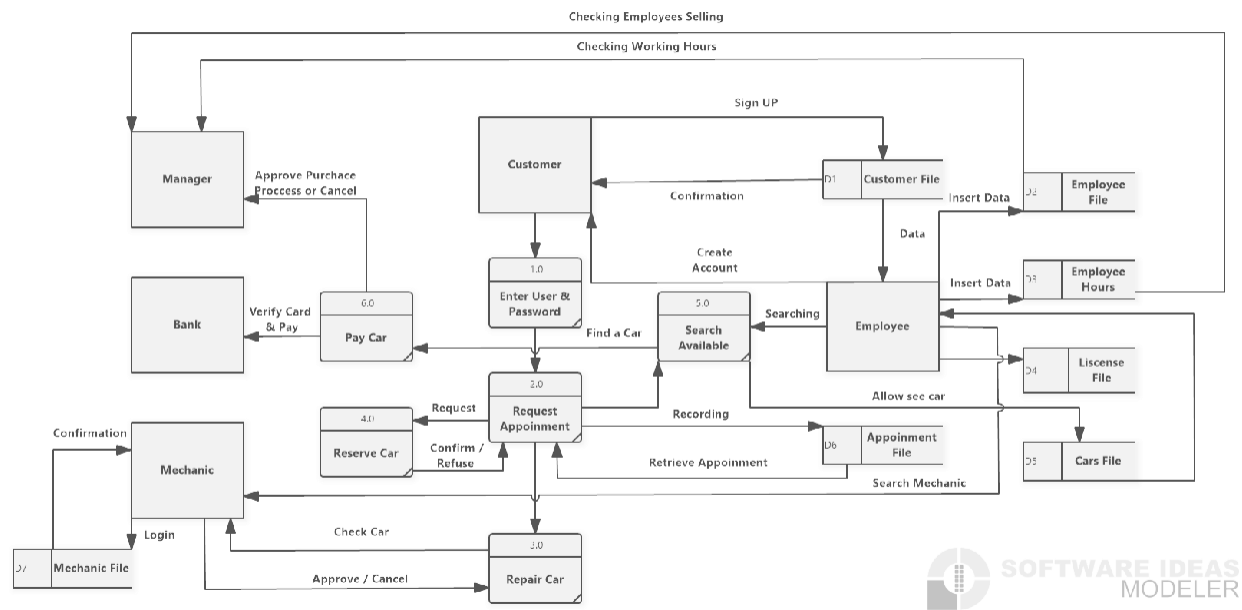 Checking Employees Selling
Checking Working Hours
Sign UP
Customer
Manager
Approve Purchace
Proccess or Cancel
D1
Customer File
Confirmation
Employee
File
Insert Data
Data
Create
Account
1.0
Enter User &
Password
Employee
Hours
Insert Data
Bank
Verify Card
& Pay
6.0
Pay Car
5.0
Search
Available
Searching
Employee
Find a Car
D4
Liscense
File
2.0
Request
Appoinment
Allow see car
Request
4.0
Reserve Car
Confirm /
Refuse
Recording
D6
Appoinment
File
Retrieve Appoinment
D5
Cars File
Search Mechanic
Confirmation
Mechanic
Login
Check Car
3.0
Repair Car
D7
Mechanic File
Approve / Cancel
SOFTWARE IDEAS
MODELER